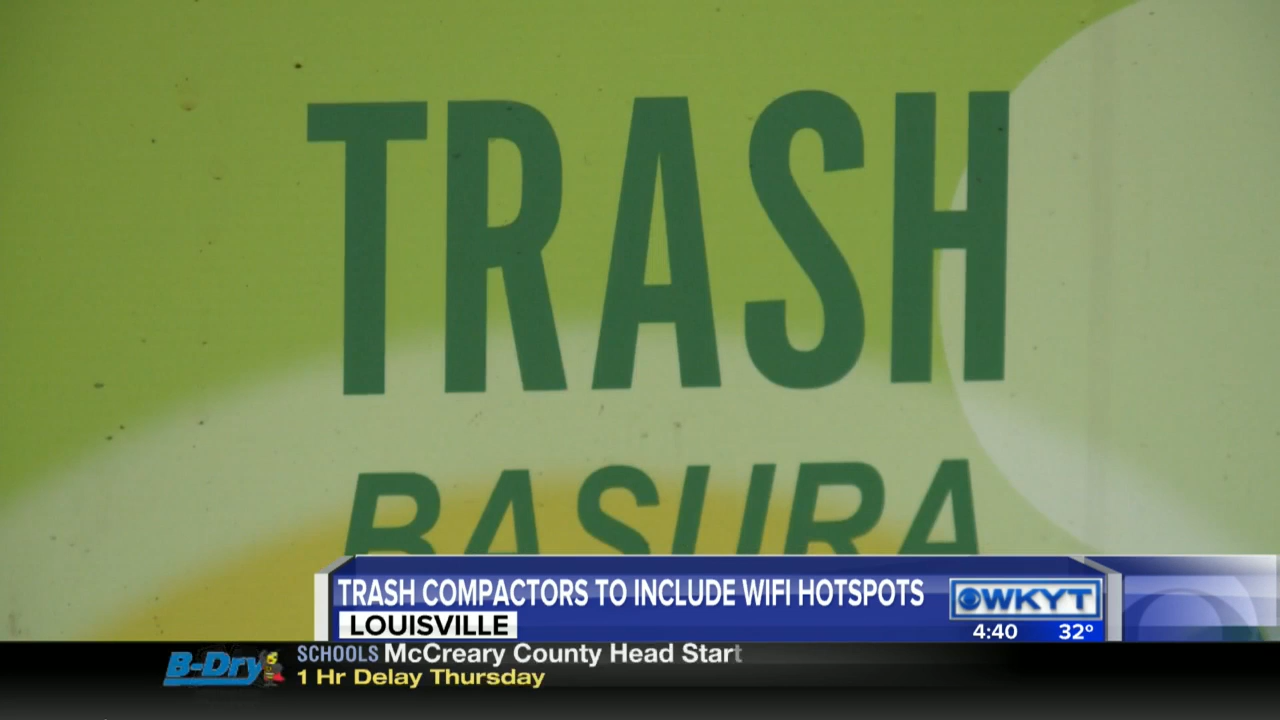 TRASH
BASURA
TRASH COMPACTORS TO INCLUDE WIFI HOTSPOTS
WKYT
LOUISVILLE
4:40 32°
B-Dry
SCHOOLS McCreary County Head Start
1 Hr Delay Thursday